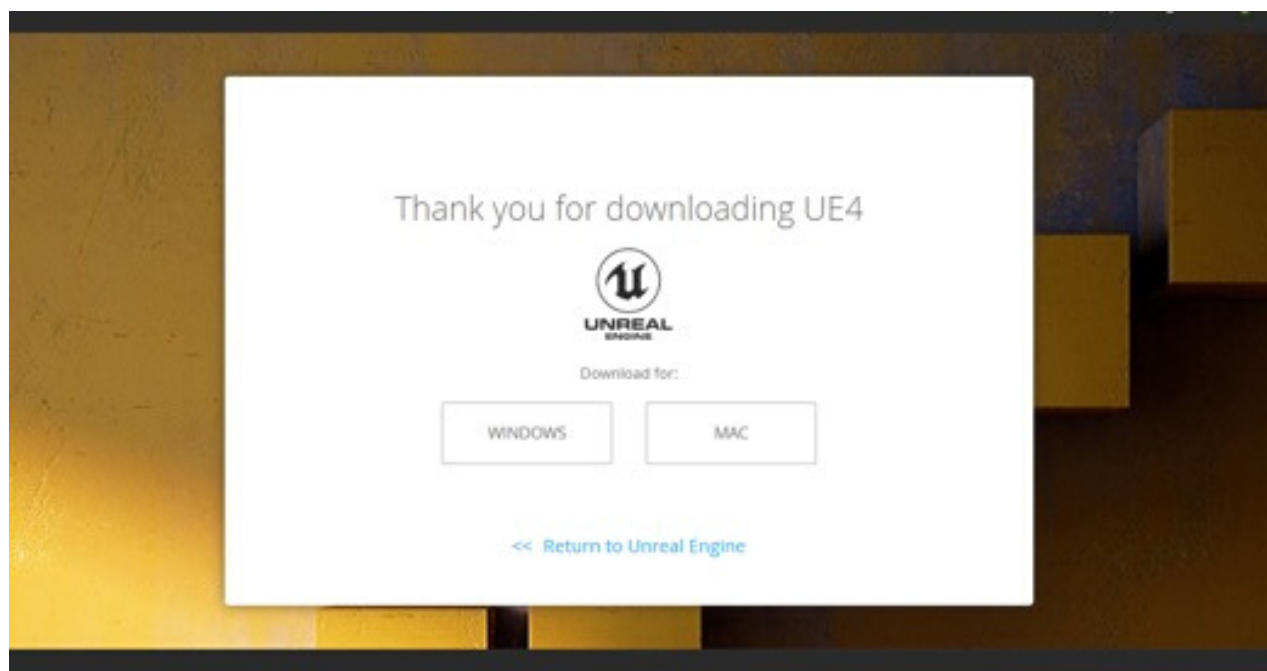 Thank you for downloading UE4
UNREAL
ENGINE
Download for:
WINDOWS
MAC
<< Return to Unreal Engine